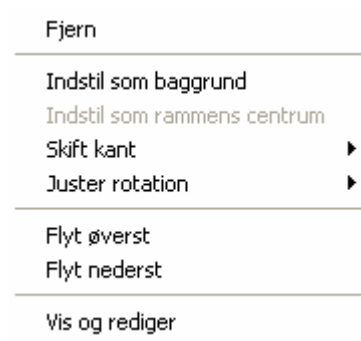 Fjern
Indstil som baggrund
Indstil som rammens centrum
Skift kant
Juster rotation
Flyt øverst
Flyt nederst
Vis og rediger